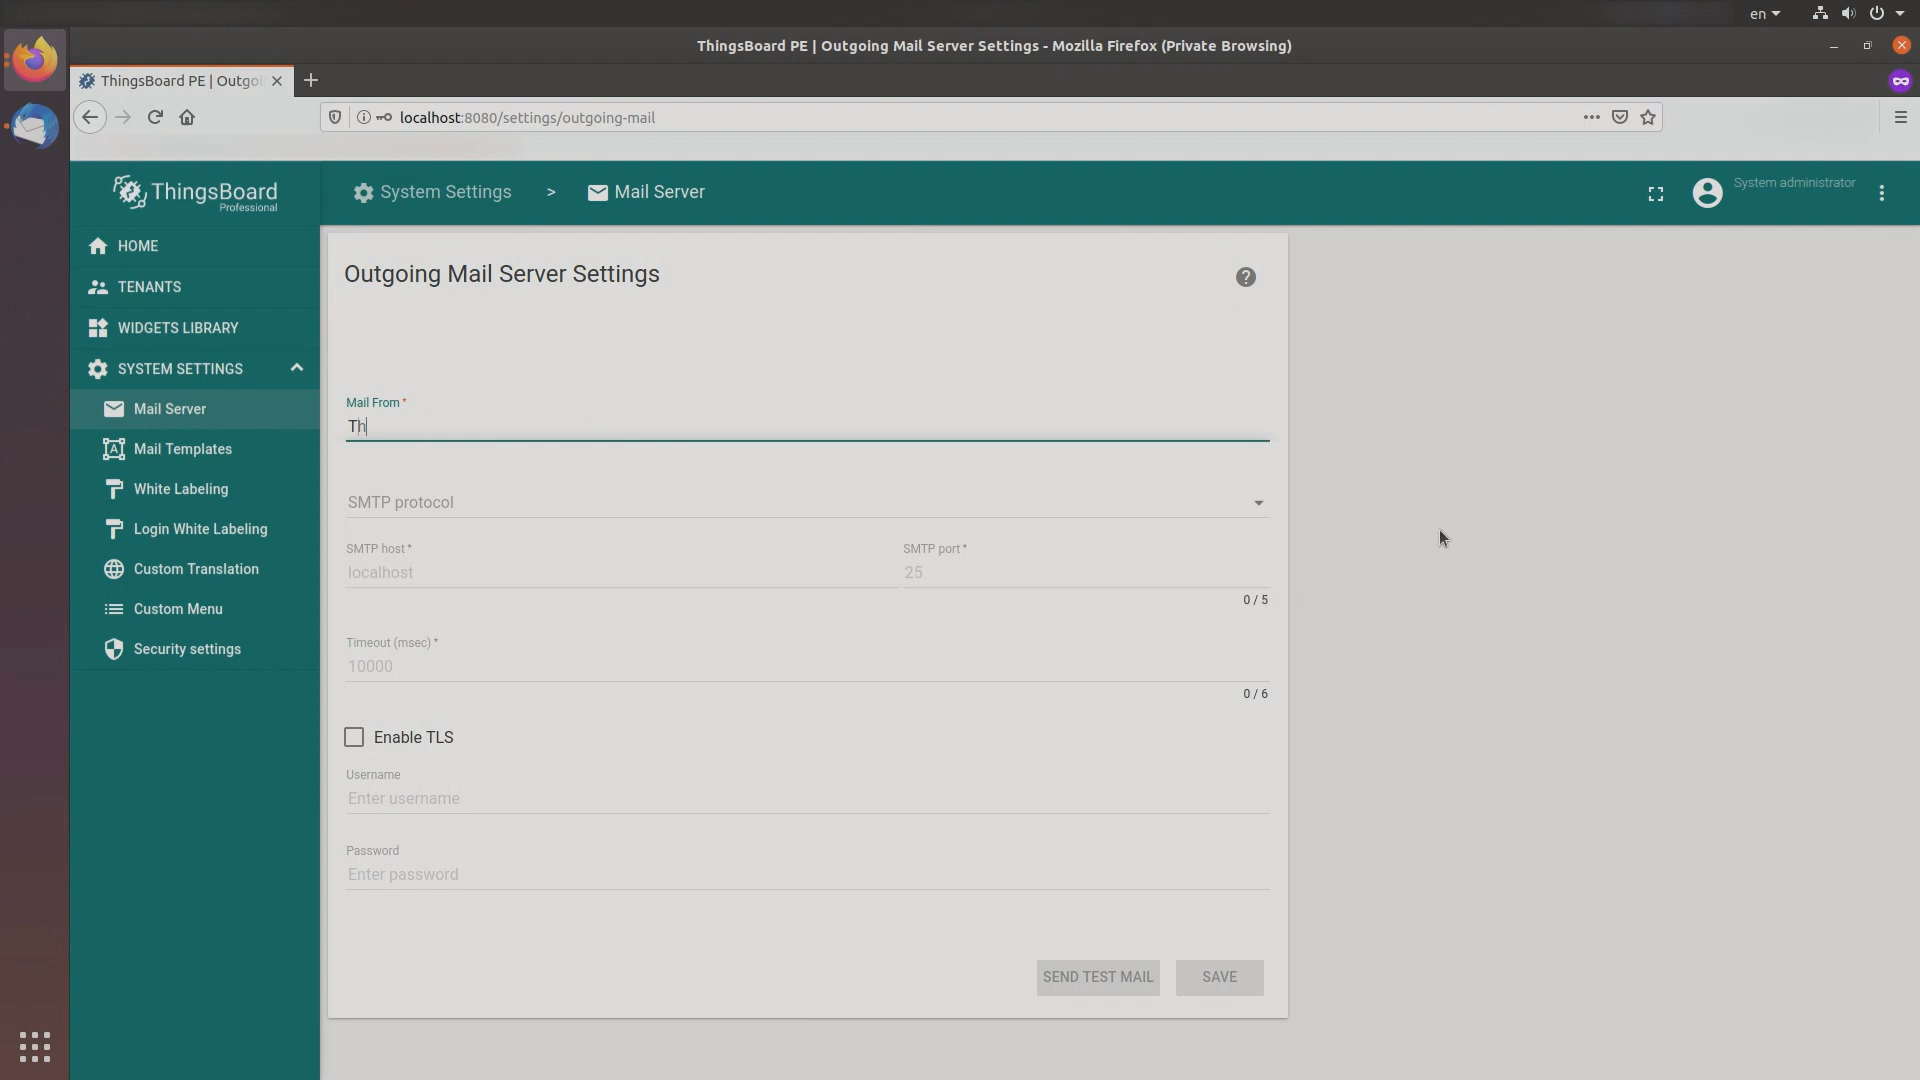 en
ThingsBoard PE | Outgoing Mail Server Settings - Mozilla Firefox (Private Browsing)
ThingsBoard PE | Outgoi
localhost:8080/settings/outgoing-mail
ThingsBoard
Professional
System Settings > Mail Server
System administrator
HOME
TENANTS
WIDGETS LIBRARY
SYSTEM SETTINGS
Mail Server
Mail Templates
White Labeling
Login White Labeling
Custom Translation
Custom Menu
Security settings
Outgoing Mail Server Settings
Mail From *
Th
SMTP protocol
SMTP host *
localhost
SMTP port *
25
0 / 5
Timeout (msec) *
10000
0 / 6
Enable TLS
Username
Enter username
Password
Enter password
SEND TEST MAIL
SAVE